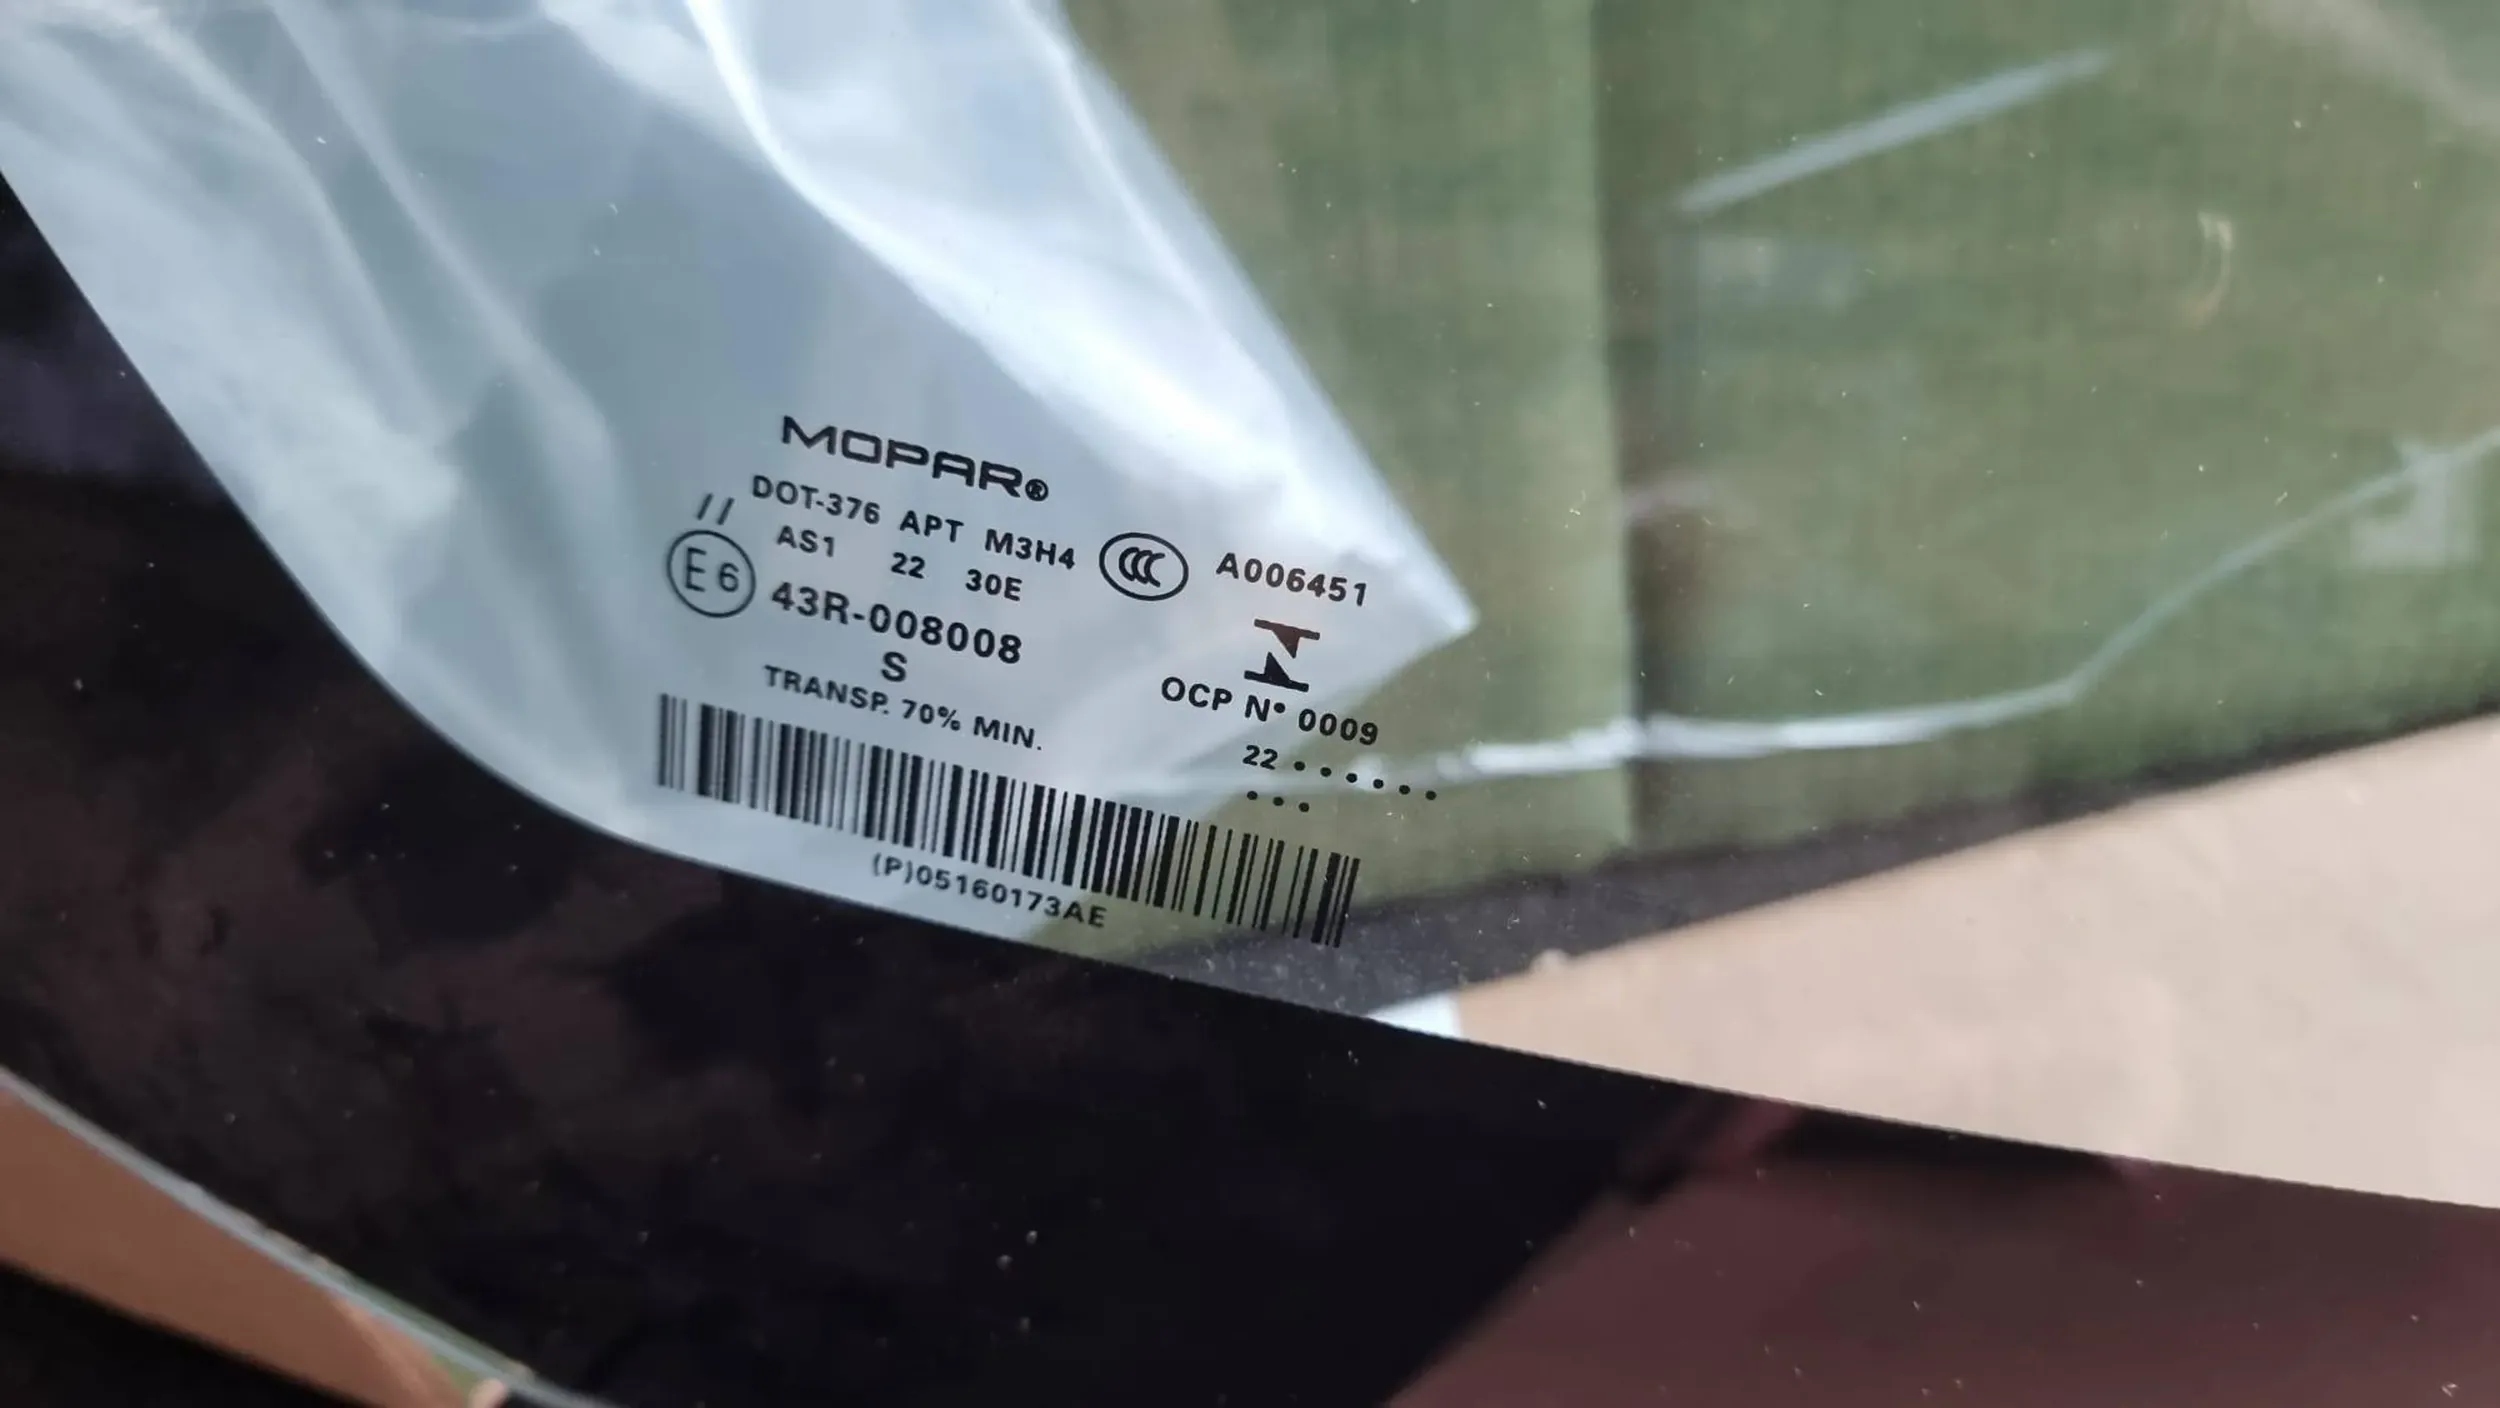 MOPAR®
DOT-376 APT M3H4
// AS1 22 30E
E6 43R-008008
S
TRANSP. 70% MIN.
(P)05160173AE
CCC A006451
OCP N° 0009
22 • • • • • •
• • •